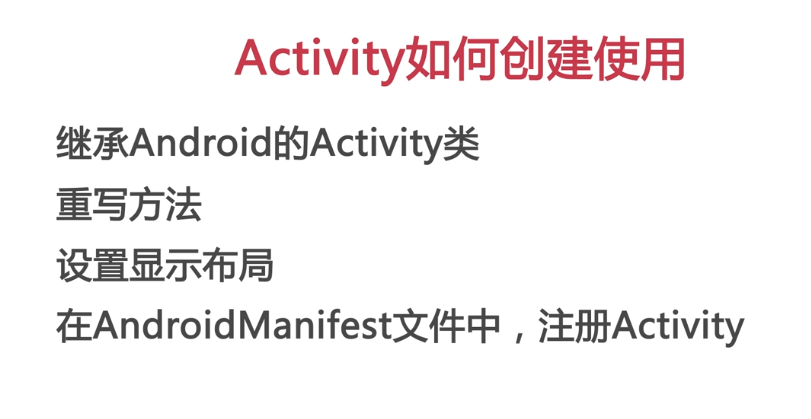 Activity如何创建使用
继承Android的Activity类
重写方法
设置显示布局
在AndroidManifest文件中，注册Activity